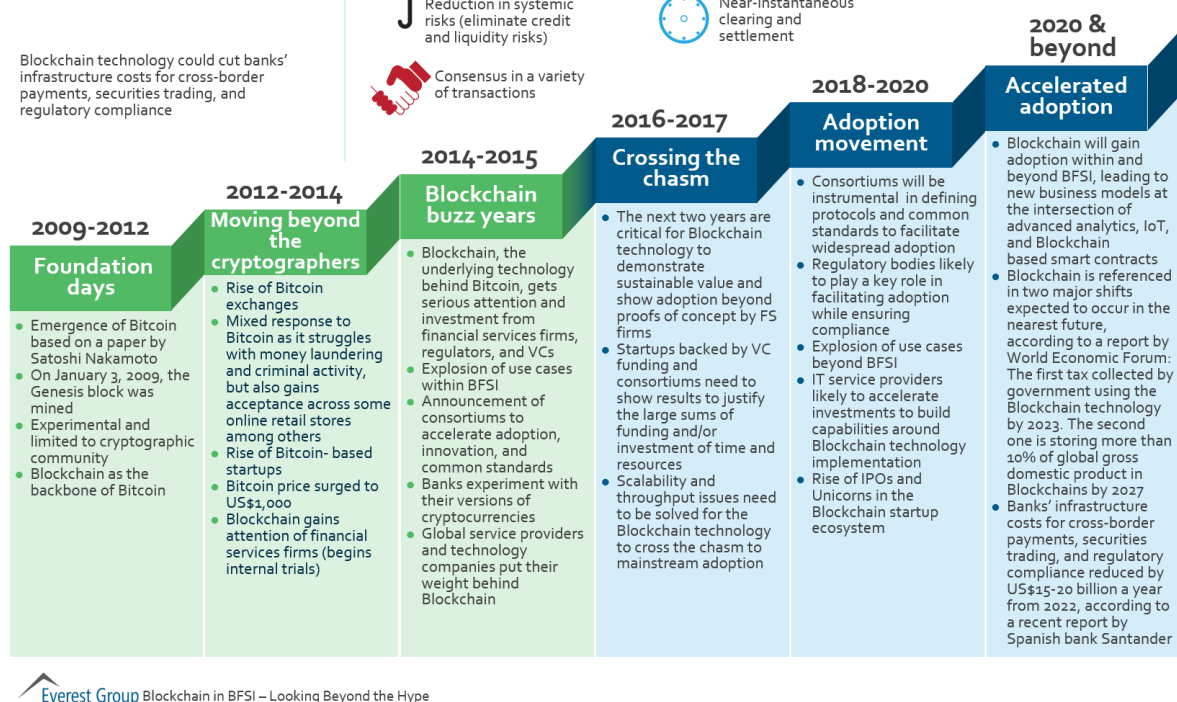 Reduction in systemic
risks (eliminate credit
and liquidity risks)
Near-instantaneous
clearing and
settlement
Blockchain technology could cut banks'
infrastructure costs for cross-border
payments, securities trading, and
regulatory compliance
Consensus in a variety
of transactions
2009-2012
Foundation
days
Emergence of Bitcoin
based on a paper by
Satoshi Nakamoto
On January 3, 2009, the
Genesis block was
mined
Experimental and
limited to cryptographic
community
Blockchain as the
backbone of Bitcoin
2012-2014
Moving beyond
the
cryptographers
Rise of Bitcoin
exchanges
Mixed response to
Bitcoin as it struggles
with money laundering
and criminal activity,
but also gains
acceptance across some
online retail stores
among others
Rise of Bitcoin- based
startups
Bitcoin price surged to
US$1,000
Blockchain gains
attention of financial
services firms (begins
internal trials)
2014-2015
Blockchain
buzz years
Blockchain, the
underlying technology
behind Bitcoin, gets
serious attention and
investment from
financial services firms,
regulators, and VCs
Explosion of use cases
within BFSI
Announcement of
consortiums to
accelerate adoption,
innovation, and
common standards
Banks experiment with
their versions of
cryptocurrencies
Global service providers
and technology
companies put their
weight behind
Blockchain
2016-2017
Crossing the
chasm
The next two years are
critical for Blockchain
technology to
demonstrate
sustainable value and
show adoption beyond
proofs of concept by FS
firms
Startups backed by VC
funding and
consortiums need to
show results to justify
the large sums of
funding and/or
investment of time and
resources
Scalability and
throughput issues need
to be solved for the
Blockchain technology
to cross the chasm to
mainstream adoption
2018-2020
Adoption
movement
Consortiums will be
instrumental in defining
protocols and common
standards to facilitate
widespread adoption
Regulatory bodies likely
to play a key role in
facilitating adoption
while ensuring
compliance
Explosion of use cases
beyond BFSI
IT service providers
likely to accelerate
investments to build
capabilities around
Blockchain technology
implementation
Rise of IPOs and
Unicorns in the
Blockchain startup
ecosystem
2020 &
beyond
Accelerated
adoption
Blockchain will gain
adoption within and
beyond BFSI, leading to
new business models at
the intersection of
advanced analytics, IoT,
and Blockchain
based smart contracts
Blockchain is referenced
in two major shifts
expected to occur in the
nearest future,
according to a report by
World Economic Forum:
The first tax collected by
government using the
Blockchain technology
by 2023. The second
one is storing more than
10% of global gross
domestic product in
Blockchains by 2027
Banks' infrastructure
costs for cross-border
payments, securities
trading, and regulatory
compliance reduced by
US$15-20 billion a year
from 2022, according to
a recent report by
Spanish bank Santander
Everest Group Blockchain in BFSI – Looking Beyond the Hype